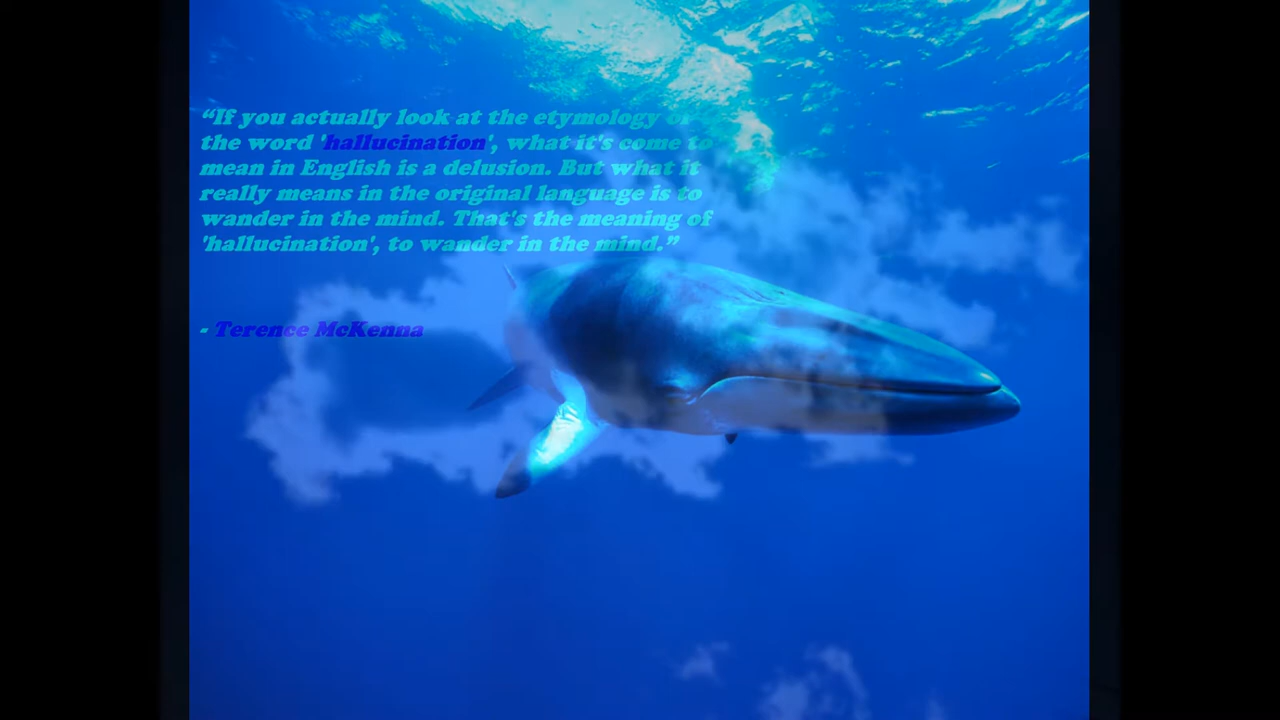 “If you actually look at the etymology of
the word 'hallucination', what it's come to
mean in English is a delusion. But what it
really means in the original language is to
wander in the mind. That's the meaning of
'hallucination', to wander in the mind.”
- Terence McKenna